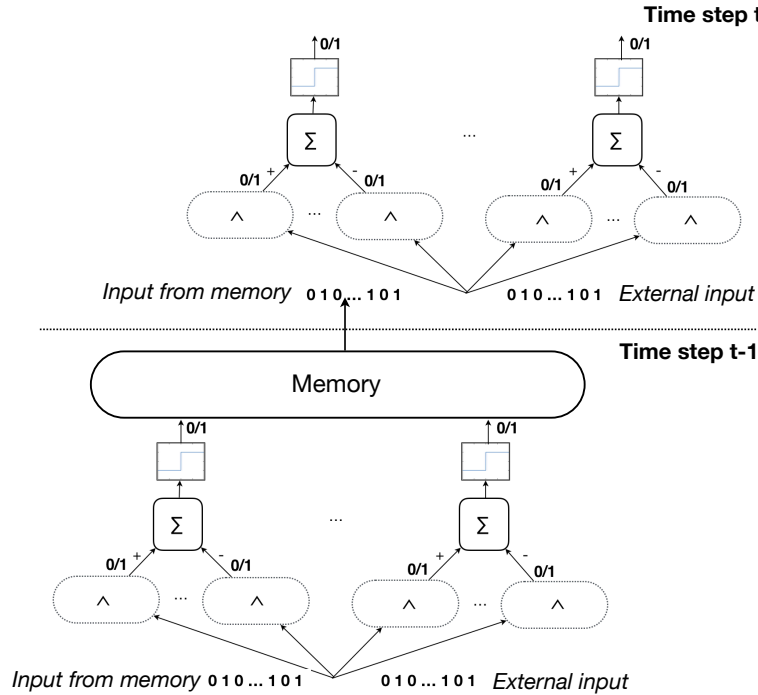 Time step t
0/1 0/1
Σ ... Σ
0/1 + - 0/1 0/1 + - 0/1
∧ ... ∧ ∧ ... ∧
Input from memory 0 1 0 ... 1 0 1 0 1 0 ... 1 0 1 External input
Time step t-1
Memory
0/1 0/1
Σ ... Σ
0/1 + - 0/1 0/1 + - 0/1
∧ ... ∧ ∧ ... ∧
Input from memory 0 1 0 ... 1 0 1 0 1 0 ... 1 0 1 External input